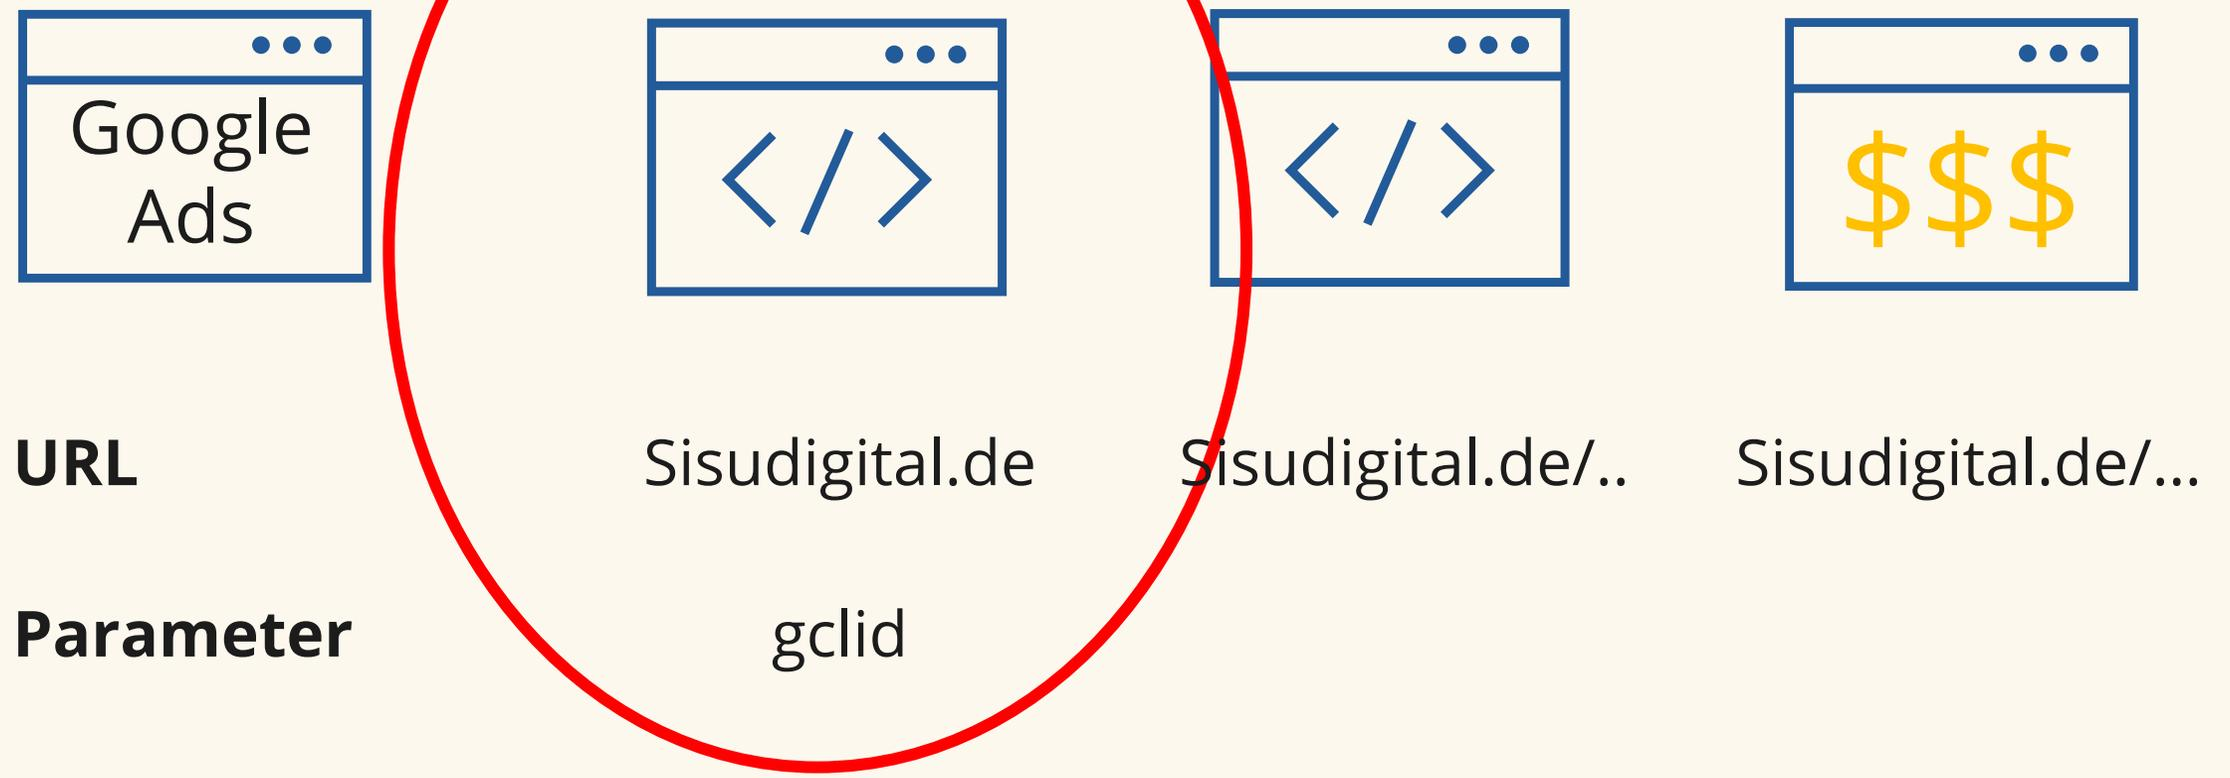 Google
Ads
</>
</>
$$$
URL
Sisudigital.de
Sisudigital.de/..
Sisudigital.de/...
Parameter
gclid